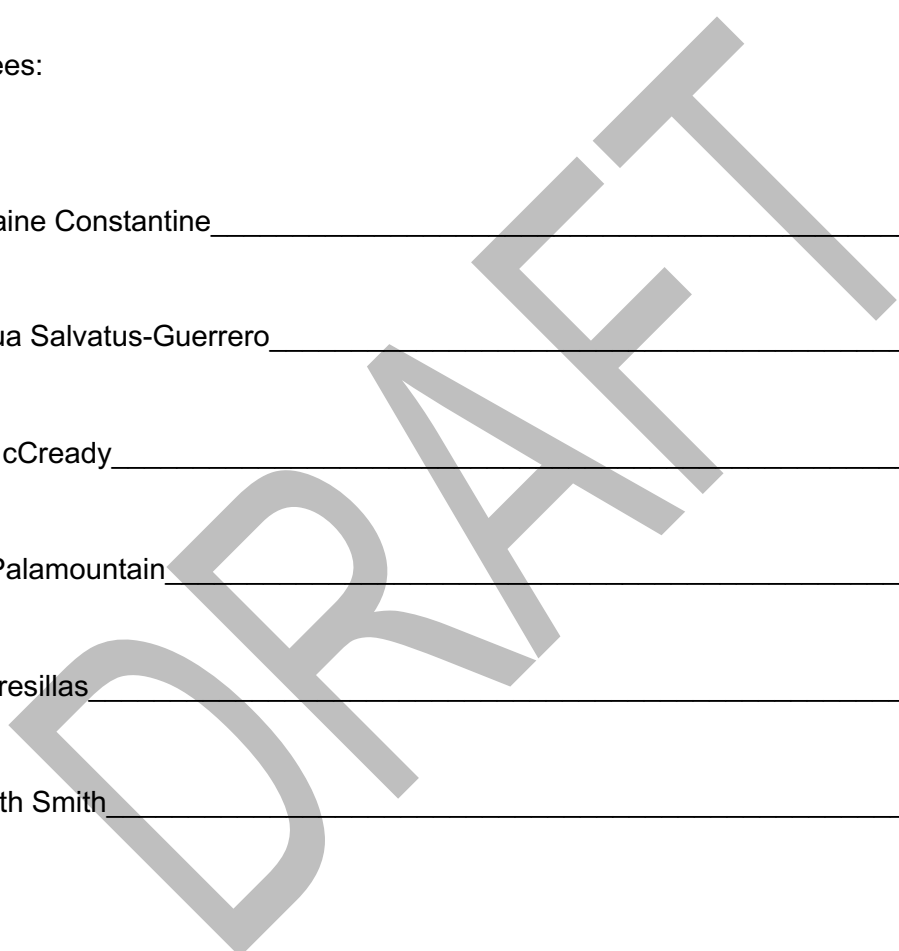 ees:
aine Constantine
ua Salvatus-Guerrero
cCready
Palamountain
resillas
th Smith
DRAFT